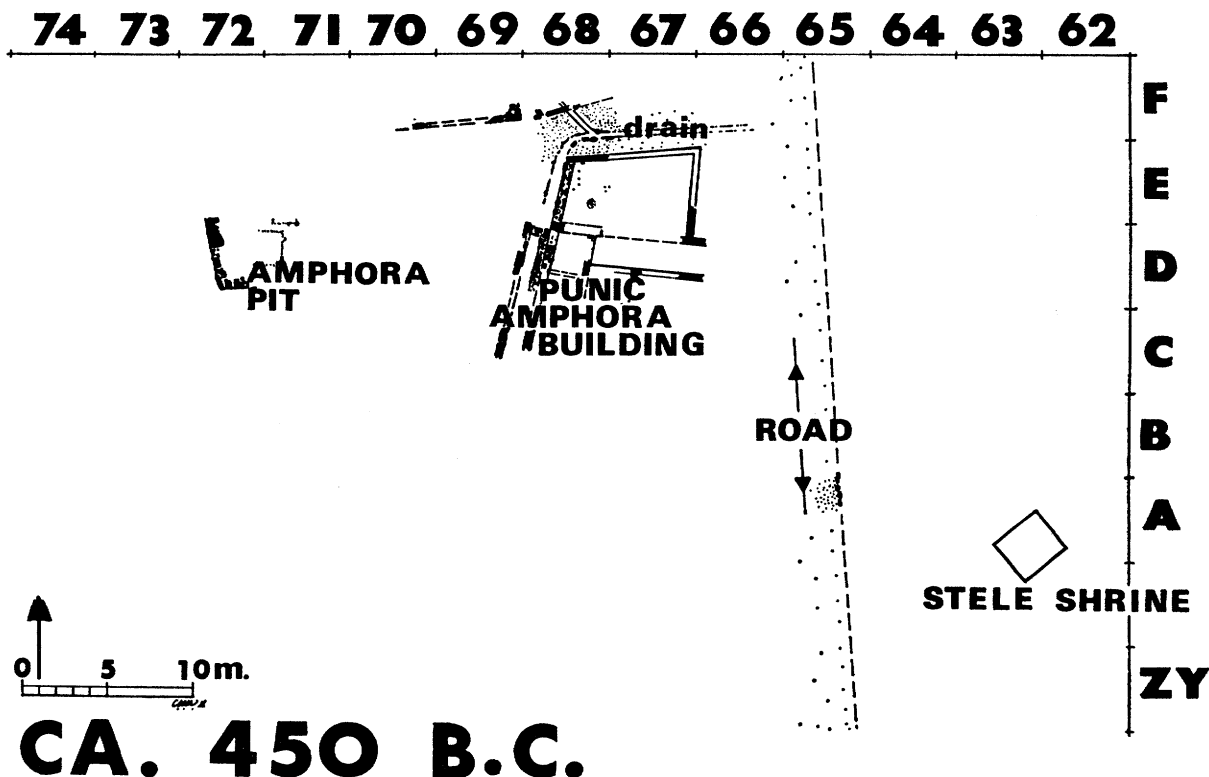 74 73 72 71 70 69 68 67 66 65 64 63 62
F
drain
E
D
AMPHORA
PIT
PUNIC
AMPHORA
BUILDING
C
ROAD
B
A
STELE SHRINE
0 5 10m.
ZY
CA. 450 B.C.